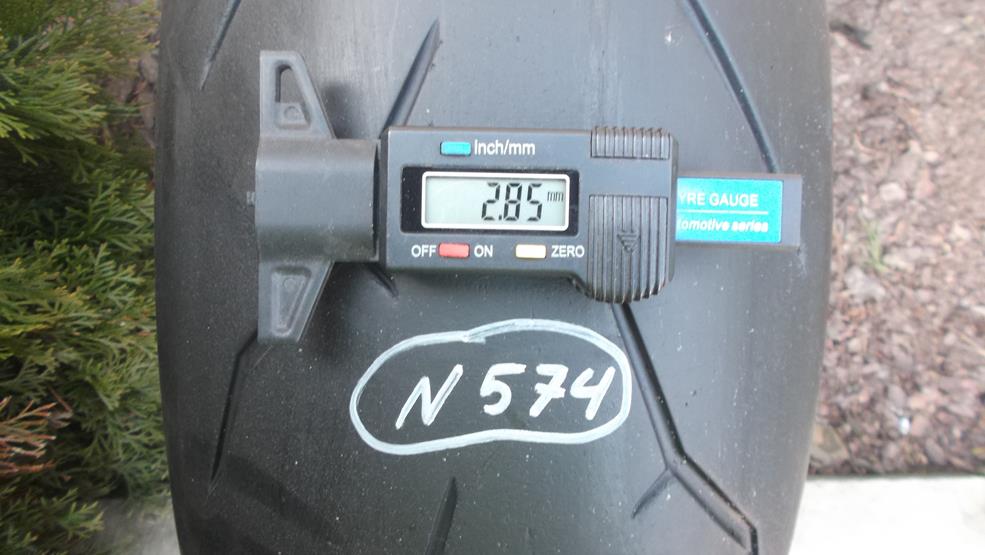 Inch/mm
2.85 mm
OFF ON ZERO
YRE GAUGE
tomotive series
N 574